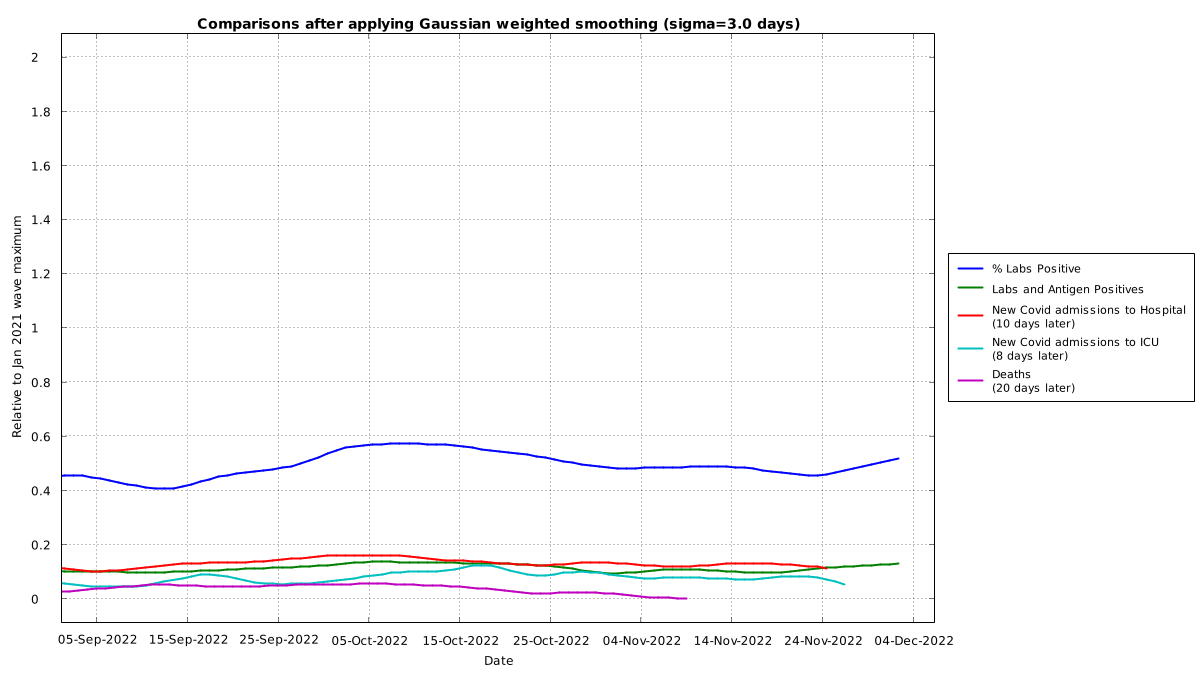 Comparisons after applying Gaussian weighted smoothing (sigma=3.0 days)
Relative to Jan 2021 wave maximum
2
1.8
1.6
1.4
1.2
1
0.8
0.6
0.4
0.2
0
05-Sep-2022 15-Sep-2022 25-Sep-2022 05-Oct-2022 15-Oct-2022 25-Oct-2022 04-Nov-2022 14-Nov-2022 24-Nov-2022 04-Dec-2022
Date
% Labs Positive
Labs and Antigen Positives
New Covid admissions to Hospital
(10 days later)
New Covid admissions to ICU
(8 days later)
Deaths
(20 days later)